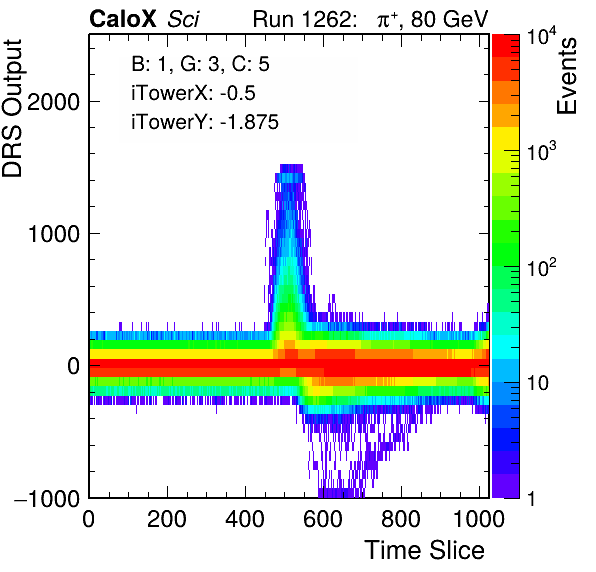 CaloX Sci Run 1262: π⁺, 80 GeV
B: 1, G: 3, C: 5
iTowerX: -0.5
iTowerY: -1.875
DRS Output
2000
1000
0
−1000
0 200 400 600 800 1000
Time Slice
10⁴
10³
10²
10
1
Events